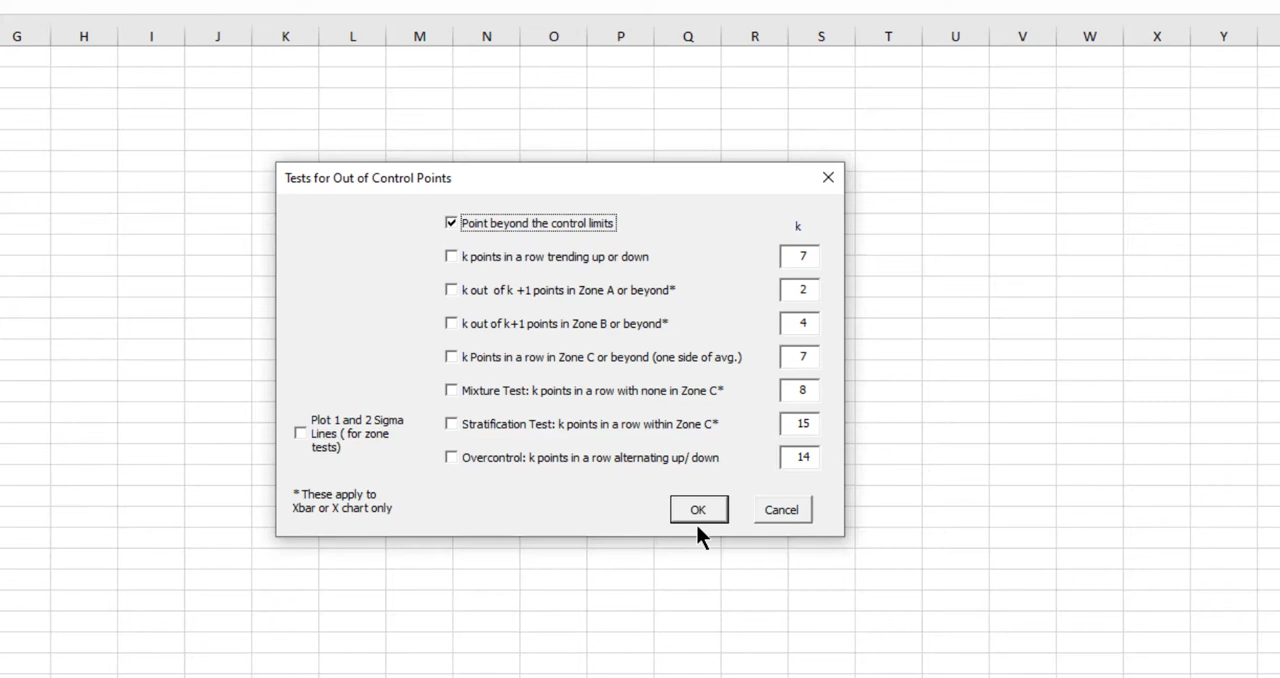 G H I J K L M N O P Q R S T U V W X Y
Tests for Out of Control Points
Point beyond the control limits
k
k points in a row trending up or down 7
k out  of k +1 points in Zone A or beyond* 2
k out of k+1 points in Zone B or beyond* 4
k Points in a row in Zone C or beyond (one side of avg.) 7
Mixture Test: k points in a row with none in Zone C* 8
Stratification Test: k points in a row within Zone C* 15
Overcontrol: k points in a row alternating up/ down 14
Plot 1 and 2 Sigma
Lines ( for zone
tests)
* These apply to
Xbar or X chart only
OK
Cancel